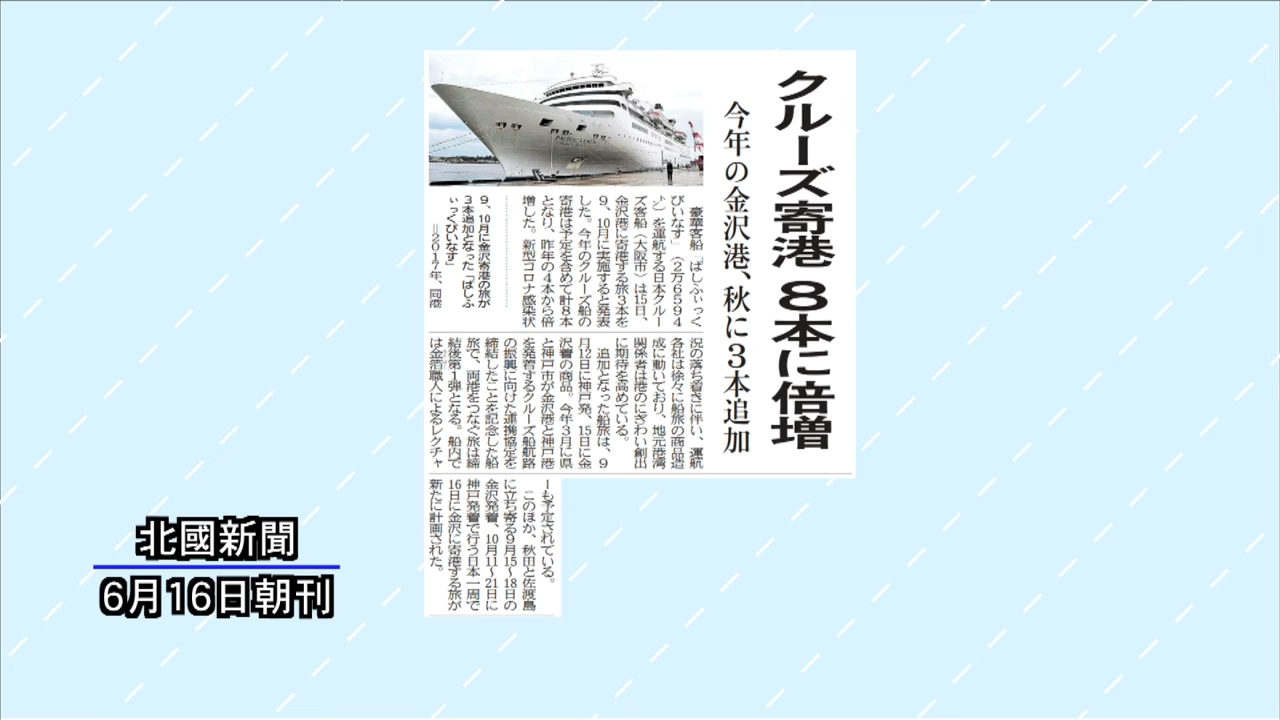 クルーズ寄港 8本に倍増
今年の金沢港、秋に3本追加
豪華客船「ぱしふぃっく
びいなす」（2万6594
㌧）を運航する日本クルー
ズ客船（大阪市）は15日、
金沢港に寄港する旅3本を
9、10月に実施すると発表
した。今年のクルーズ船の
寄港は予定を含めて計8本
となり、昨年の4本から倍
増した。新型コロナ感染状
9、10月に金沢寄港の旅が
3本追加となった「ぱしふ
ぃっくびいなす」
＝2017年、同港
況の落ち着きに伴い、運航
各社は徐々に船旅の商品造
成に動いており、地元港湾
関係者は港のにぎわい創出
に期待を高めている。
追加となった船旅は、9
月12日に神戸発、15日に金
沢着の商品。今年3月に県
と神戸市が金沢港と神戸港
を発着するクルーズ船航路
の振興に向けた連携協定を
締結したことを記念した船
旅で、両港をつなぐ旅は締
結後第1弾となる。船内で
は金箔職人によるレクチャ
ーも予定されている。
このほか、秋田と佐渡島
に立ち寄る9月15～18日の
金沢発着、10月11～21日に
神戸発着で行う日本一周で
16日に金沢に寄港する旅が
新たに計画された。
北國新聞
6月16日朝刊